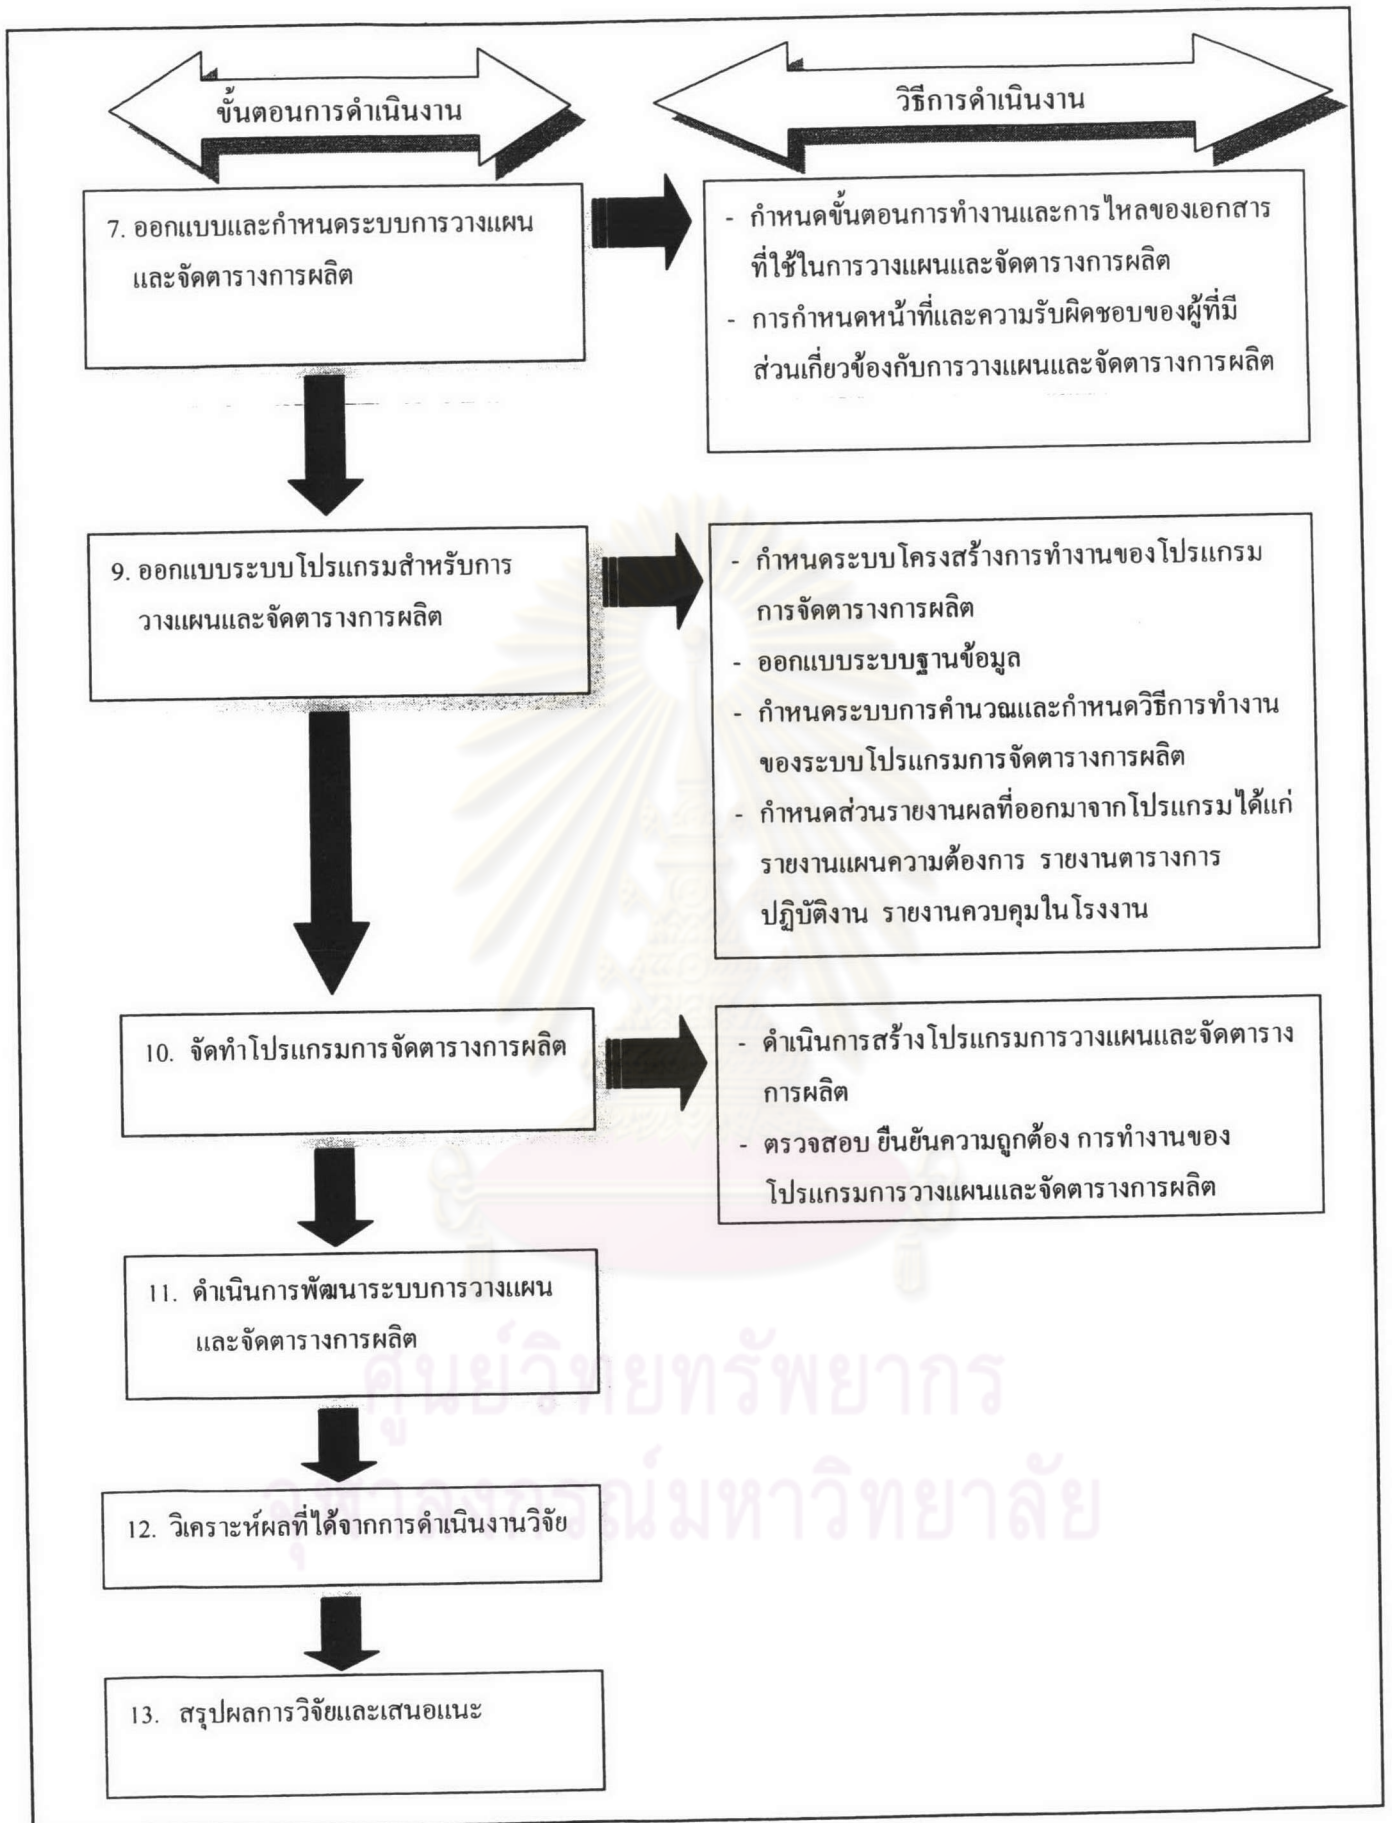 ขั้นตอนการดำเนินงาน
วิธีการดำเนินงาน
7. ออกแบบและกำหนดระบบการวางแผน
และจัดตารางการผลิต
- กำหนดขั้นตอนการทำงานและการไหลของเอกสาร
ที่ใช้ในการวางแผนและจัดตารางการผลิต
- การกำหนดหน้าที่และความรับผิดชอบของผู้ที่มี
ส่วนเกี่ยวข้องกับการวางแผนและจัดตารางการผลิต
9. ออกแบบระบบโปรแกรมสำหรับการ
วางแผนและจัดตารางการผลิต
- กำหนดระบบโครงสร้างการทำงานของโปรแกรม
การจัดตารางการผลิต
- ออกแบบระบบฐานข้อมูล
- กำหนดระบบการคำนวณและกำหนดวิธีการทำงาน
ของระบบโปรแกรมการจัดตารางการผลิต
- กำหนดส่วนรายงานผลที่ออกมาจากโปรแกรม ได้แก่
รายงานแผนความต้องการ รายงานตารางการ
ปฏิบัติงาน รายงานควบคุมในโรงงาน
10. จัดทำโปรแกรมการจัดตารางการผลิต
- ดำเนินการสร้างโปรแกรมการวางแผนและจัดตาราง
การผลิต
- ตรวจสอบ ยืนยันความถูกต้อง การทำงานของ
โปรแกรมการวางแผนและจัดตารางการผลิต
11. ดำเนินการพัฒนาระบบการวางแผน
และจัดตารางการผลิต
ศูนย์วิทยทรัพยากร
จุฬาลงกรณ์มหาวิทยาลัย
12. วิเคราะห์ผลที่ได้จากการดำเนินงานวิจัย
13. สรุปผลการวิจัยและเสนอแนะ